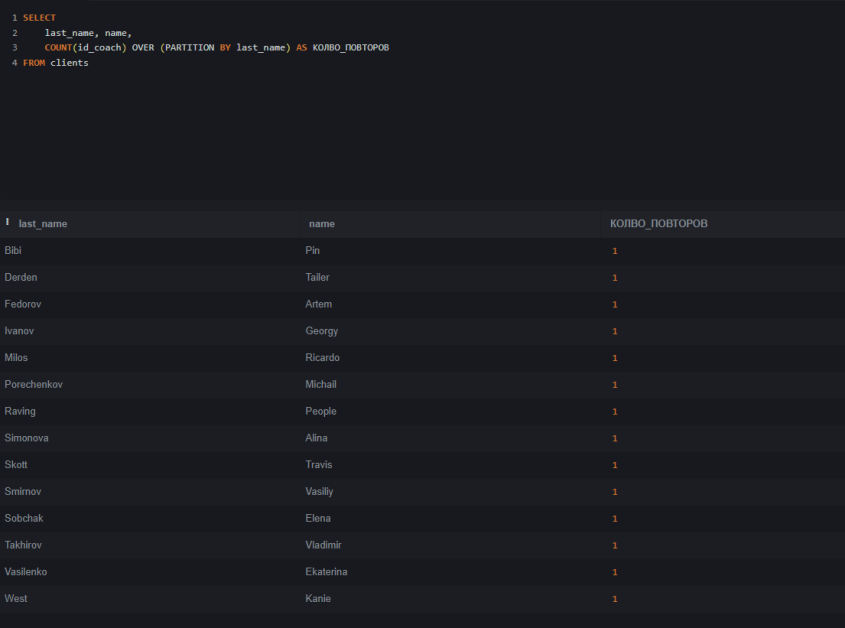 1 SELECT
2 last_name, name,
3 COUNT(id_coach) OVER (PARTITION BY last_name) AS КОЛВО_ПОВТОРОВ
4 FROM clients
last_name name КОЛВО_ПОВТОРОВ
Bibi Pin 1
Derden Tailer 1
Fedorov Artem 1
Ivanov Georgy 1
Milos Ricardo 1
Porechenkov Michail 1
Raving People 1
Simonova Alina 1
Skott Travis 1
Smirnov Vasiliy 1
Sobchak Elena 1
Takhirov Vladimir 1
Vasilenko Ekaterina 1
West Kanie 1